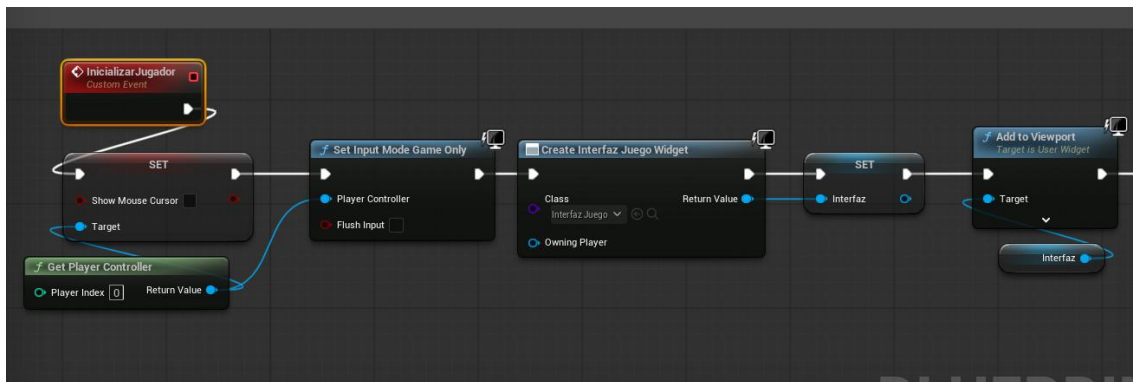 InicializarJugador
Custom Event
SET
Show Mouse Cursor
Target
f Get Player Controller
Player Index 0 Return Value
f Set Input Mode Game Only
Player Controller
Flush Input
Create Interfaz Juego Widget
Class
Return Value
Interfaz Juego
Owning Player
SET
Interfaz
f Add to Viewport
Target is User Widget
Target
Interfaz